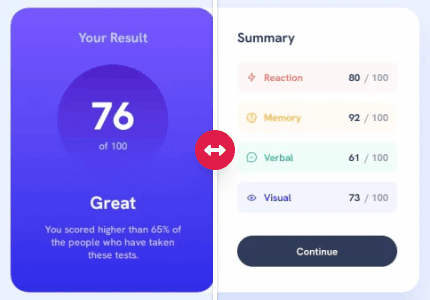 Your Result
76
of 100
Great
You scored higher than 65% of
the people who have taken
these tests.
Summary
Reaction 80 / 100
Memory 92 / 100
Verbal 61 / 100
Visual 73 / 100
Continue